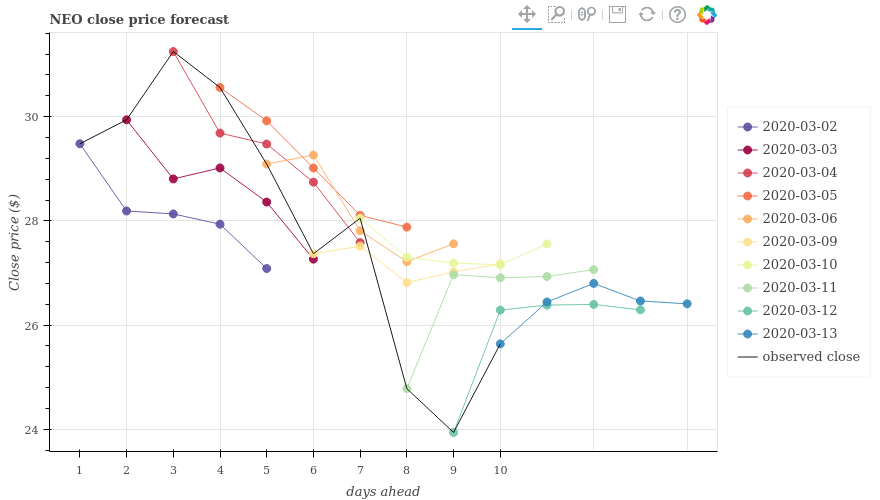 NEO close price forecast
30
28
26
24
Close price ($)
1 2 3 4 5 6 7 8 9 10
days ahead
2020-03-02
2020-03-03
2020-03-04
2020-03-05
2020-03-06
2020-03-09
2020-03-10
2020-03-11
2020-03-12
2020-03-13
observed close